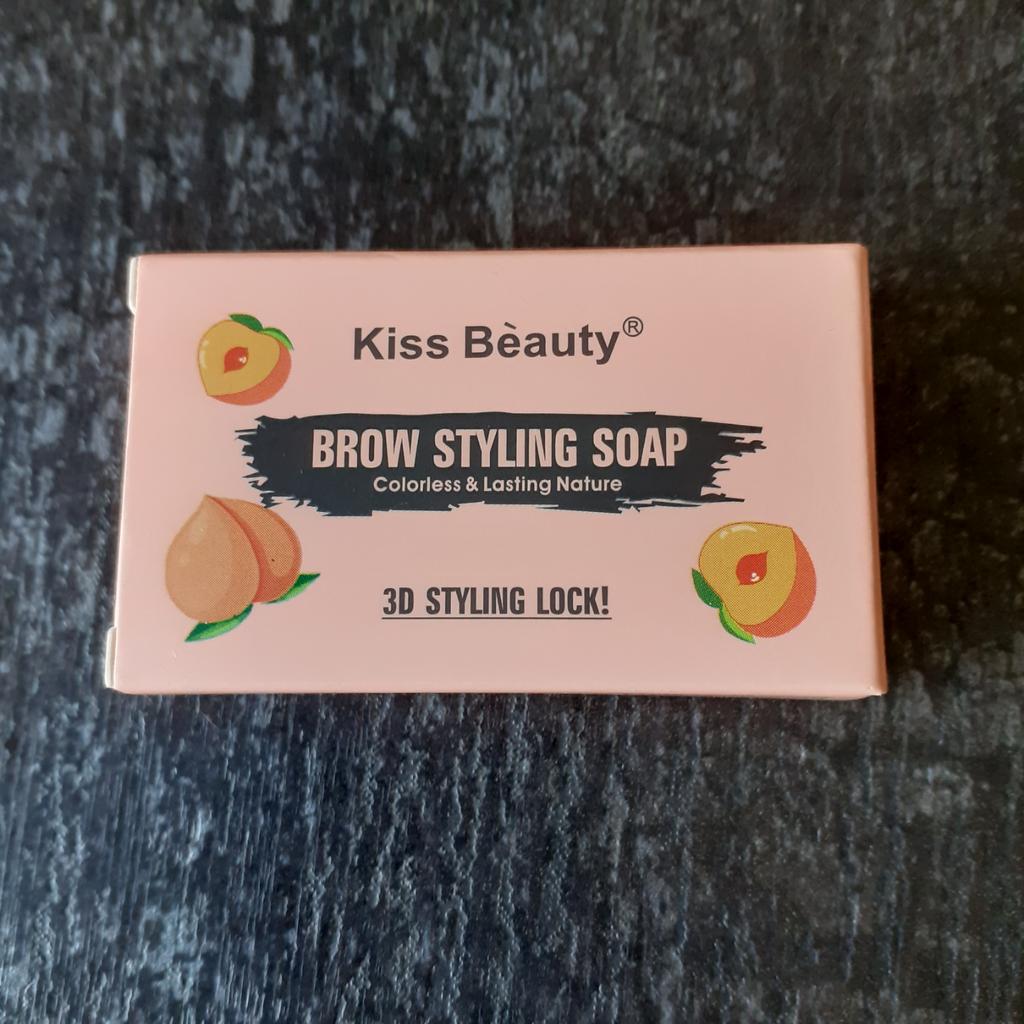 Kiss Bèauty®
BROW STYLING SOAP
Colorless & Lasting Nature
3D STYLING LOCK!